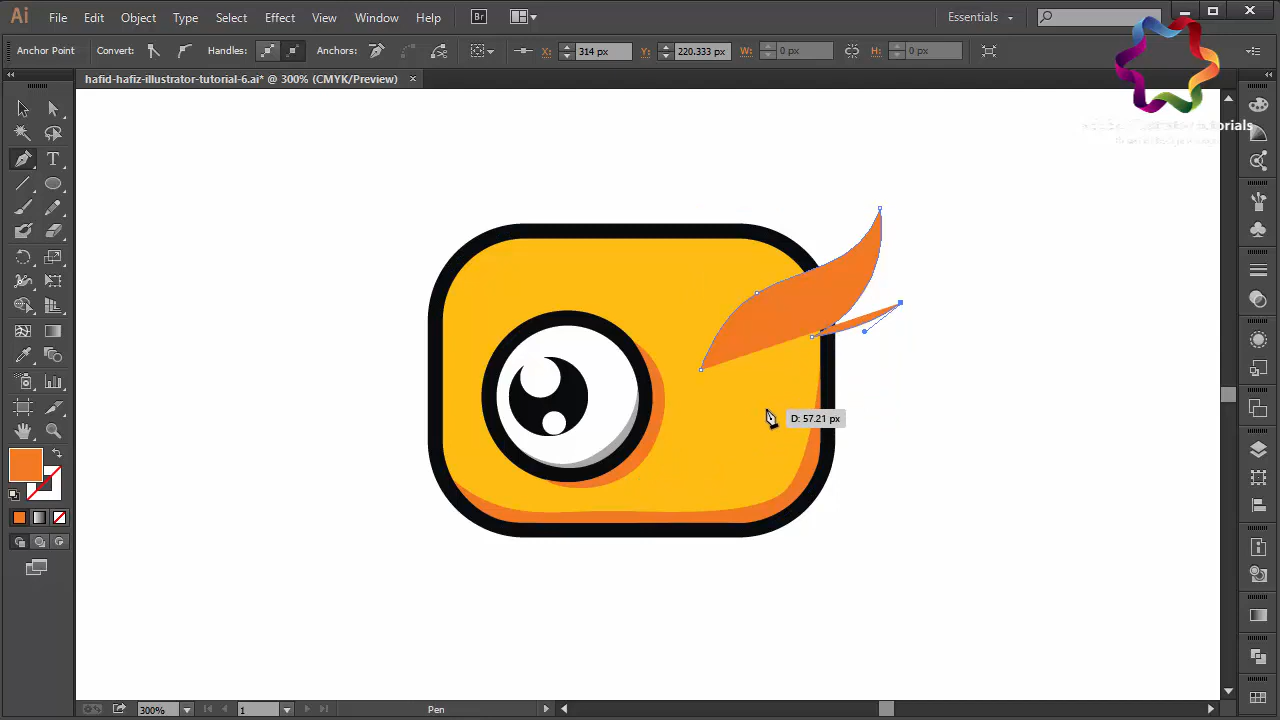 Ai File Edit Object Type Select Effect View Window Help Br Essentials
Anchor Point Convert: Handles: Anchors: X: 314 px Y: 220.333 px W: 0 px H: 0 px
hafid-hafiz-illustrator-tutorial-6.ai* @ 300% (CMYK/Preview) ×
tutorials
D: 57.21 px
300% 1 Pen